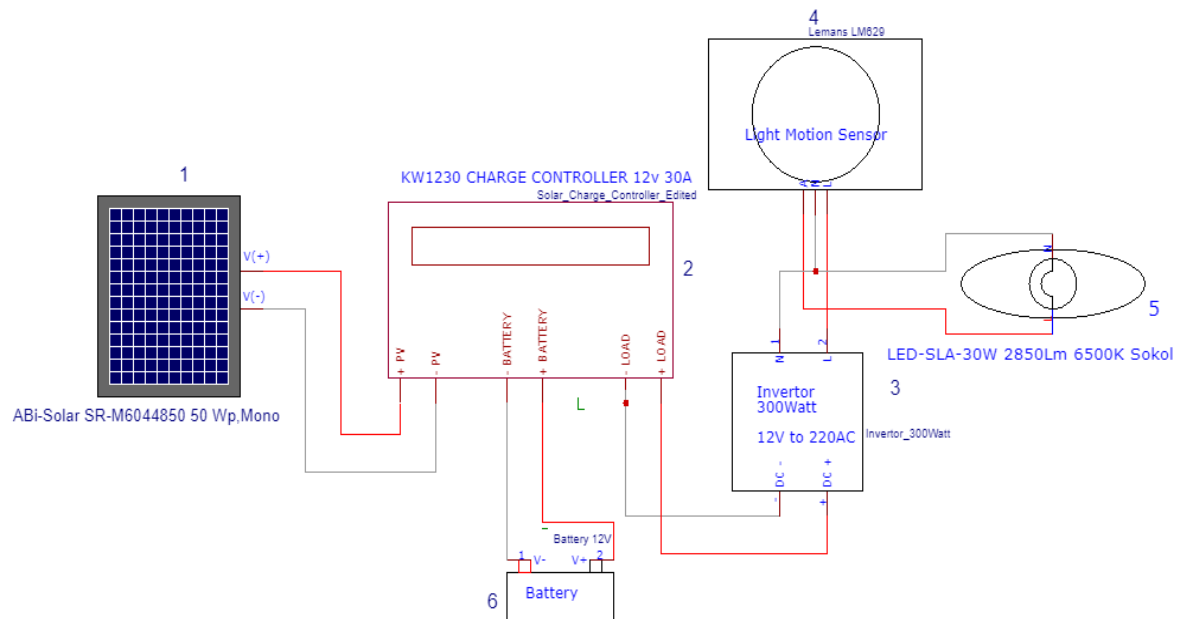 4
Lemans LM629
Light Motion Sensor
A
N
L
1
KW1230 CHARGE CONTROLLER 12v 30A
Solar_Charge_Controller_Edited
2
V(+)
V(-)
+ PV
- PV
- BATTERY
+ BATTERY
- LOAD
+ LOAD
L
ABi-Solar SR-M6044850 50 Wp,Mono
N
L
5
LED-SLA-30W 2850Lm 6500K Sokol
1
2
N
L
Invertor
300Watt
12V to 220AC
3
Invertor_300Watt
DC -
DC +
-
+
Battery 12V
1
V-
V+
2
Battery
6